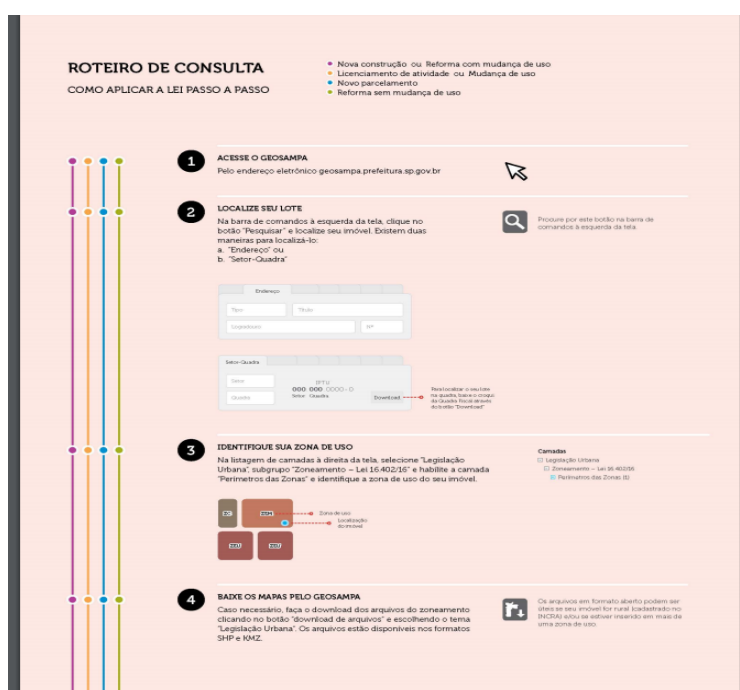 ROTEIRO DE CONSULTA
COMO APLICAR A LEI PASSO A PASSO
Nova construção ou Reforma com mudança de uso
Licenciamento de atividade ou Mudança de uso
Novo parcelamento
Reforma sem mudança de uso
1
ACESSE O GEOSAMPA
Pelo endereço eletrônico geosampa.prefeitura.sp.gov.br
2
LOCALIZE SEU LOTE
Na barra de comandos à esquerda da tela, clique no
botão "Pesquisar" e localize seu imóvel. Existem duas
maneiras para localizá-lo:
a. "Endereço" ou
b. "Setor-Quadra"
Procure por este botão na barra de
comandos à esquerda da tela
Endereço
Tipo
Título
Logradouro
Nº
Setor-Quadra
Setor
Quadra
IPTU
000 000 0000-0
Setor Quadra
Download
Para localizar o seu lote
na quadra, baixe o croqui
da Quadra Fiscal através
do botão "Download"
3
IDENTIFIQUE SUA ZONA DE USO
Na listagem de camadas à direita da tela, selecione "Legislação
Urbana", subgrupo "Zoneamento – Lei 16.402/16" e habilite a camada
"Perímetros das Zonas" e identifique a zona de uso do seu imóvel.
Camadas
Legislação Urbana
Zoneamento – Lei 16.402/16
Perímetros das Zonas (1)
ZC
ZEM
Zona de uso
Localização
do imóvel
ZEU
ZEU
4
BAIXE OS MAPAS PELO GEOSAMPA
Caso necessário, faça o download dos arquivos do zoneamento
clicando no botão "download de arquivos" e escolhendo o tema
"Legislação Urbana". Os arquivos estão disponíveis nos formatos
SHP e KMZ.
Os arquivos em formato aberto podem ser
úteis se seu imóvel for rural (cadastrado no
INCRA) e/ou se estiver inserido em mais de
uma zona de uso.